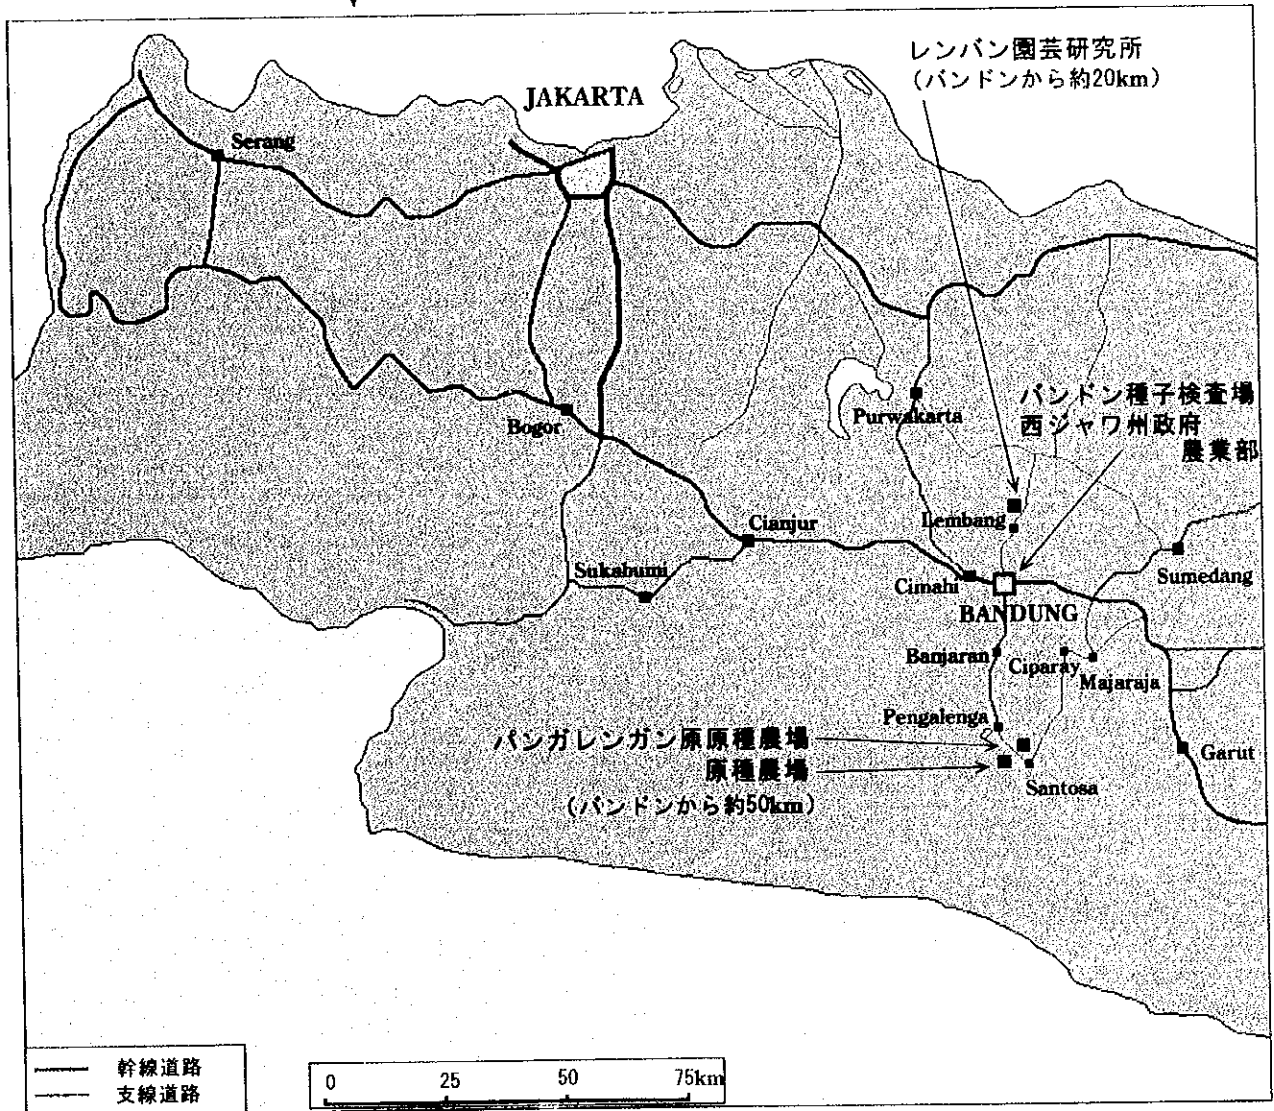 レンバン園芸研究所
（バンドンから約20km）
JAKARTA
Serang
バンドン種子検査場
西ジャワ州政府
農業部
Purwakarta
Bogor
Lembang
Cianjur
Sukabumi
Cimahi
Sumedang
BANDUNG
Banjaran
Ciparay
Majaraja
Pengalenga
パンガレンガン原原種農場
原種農場
（バンドンから約50km）
Garut
Santosa
幹線道路
支線道路
0 25 50 75km